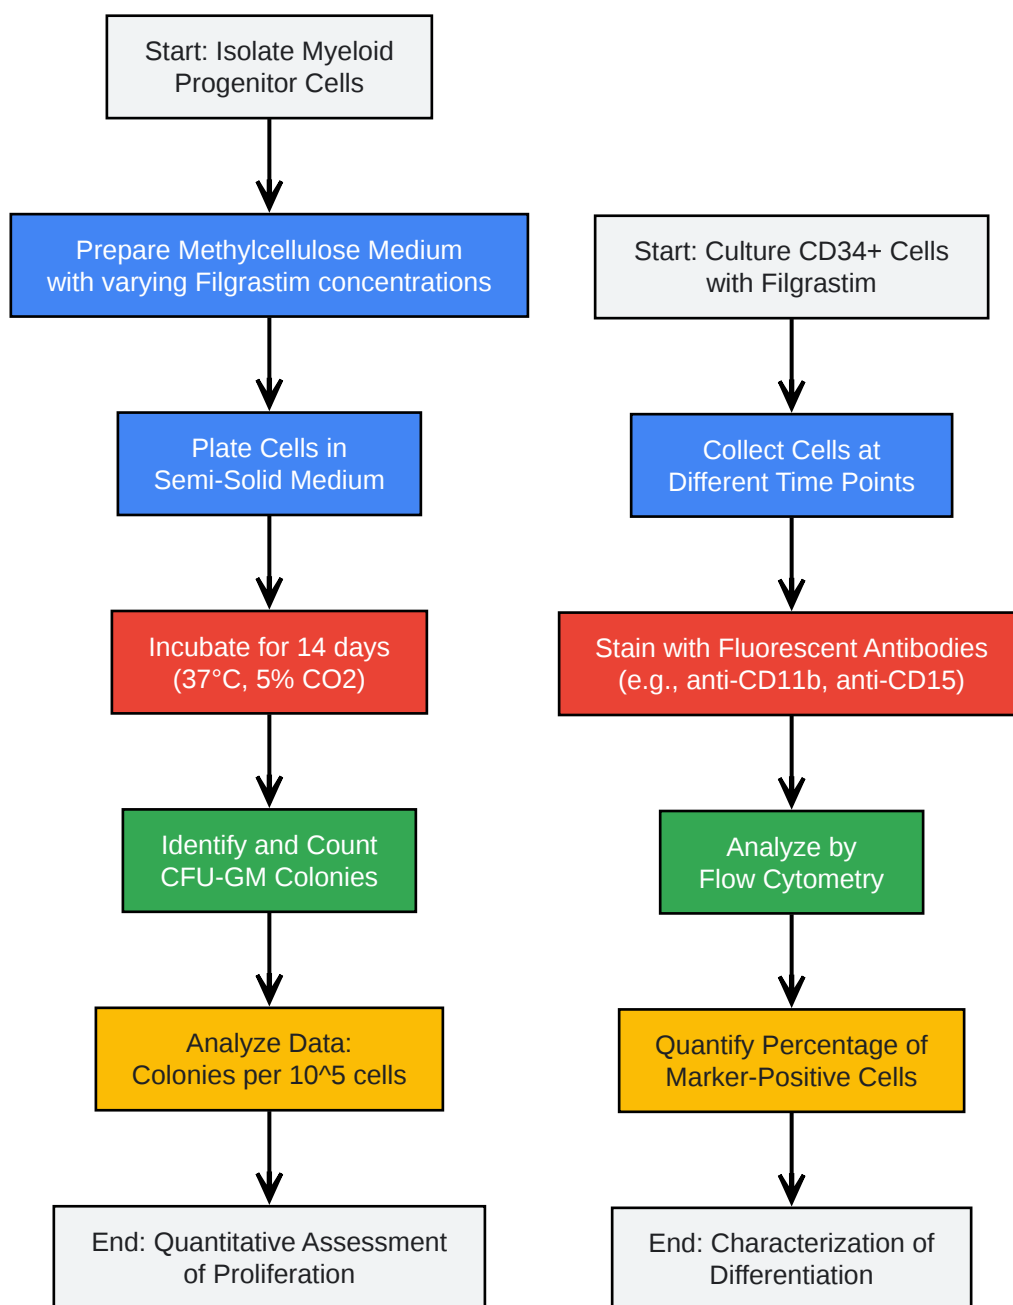 Start: Isolate Myeloid
Progenitor Cells
Prepare Methylcellulose Medium
with varying Filgrastim concentrations
Plate Cells in
Semi-Solid Medium
Incubate for 14 days
(37°C, 5% CO2)
Identify and Count
CFU-GM Colonies
Analyze Data:
Colonies per 10^5 cells
End: Quantitative Assessment
of Proliferation
Start: Culture CD34+ Cells
with Filgrastim
Collect Cells at
Different Time Points
Stain with Fluorescent Antibodies
(e.g., anti-CD11b, anti-CD15)
Analyze by
Flow Cytometry
Quantify Percentage of
Marker-Positive Cells
End: Characterization of
Differentiation